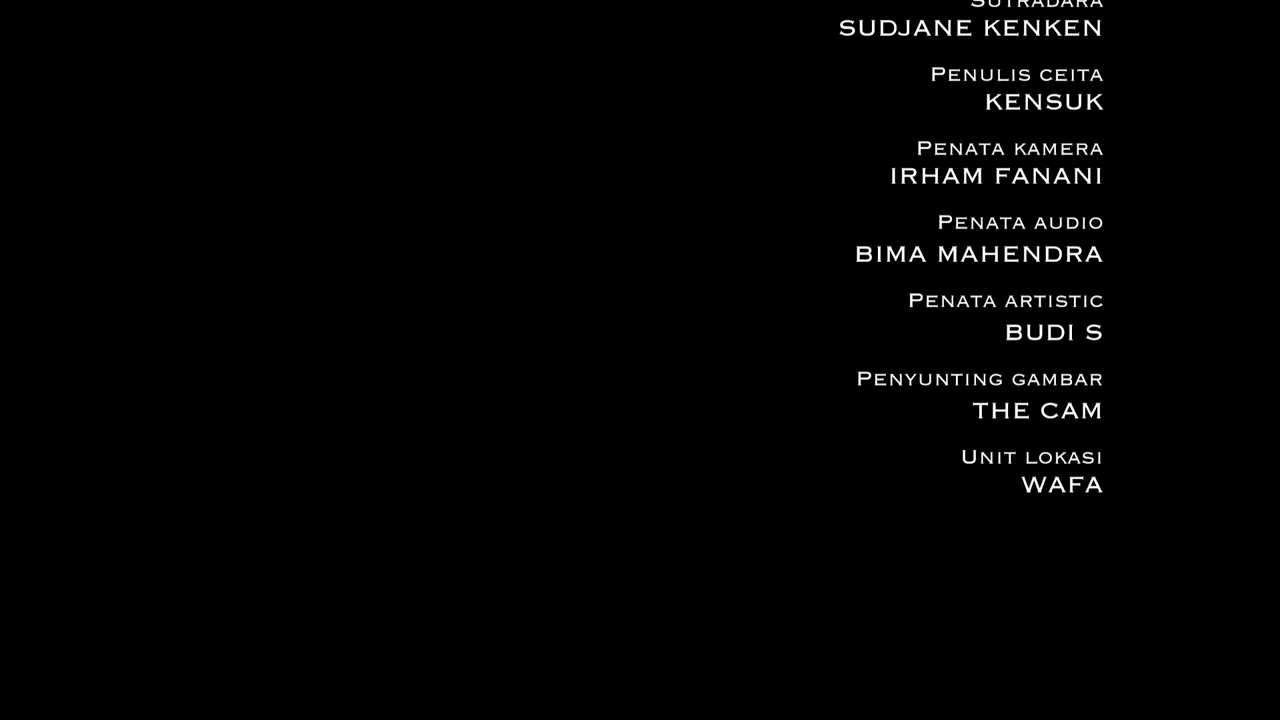 SUTRADARA
SUDJANE KENKEN
PENULIS CEITA
KENSUK
PENATA KAMERA
IRHAM FANANI
PENATA AUDIO
BIMA MAHENDRA
PENATA ARTISTIC
BUDI S
PENYUNTING GAMBAR
THE CAM
UNIT LOKASI
WAFA